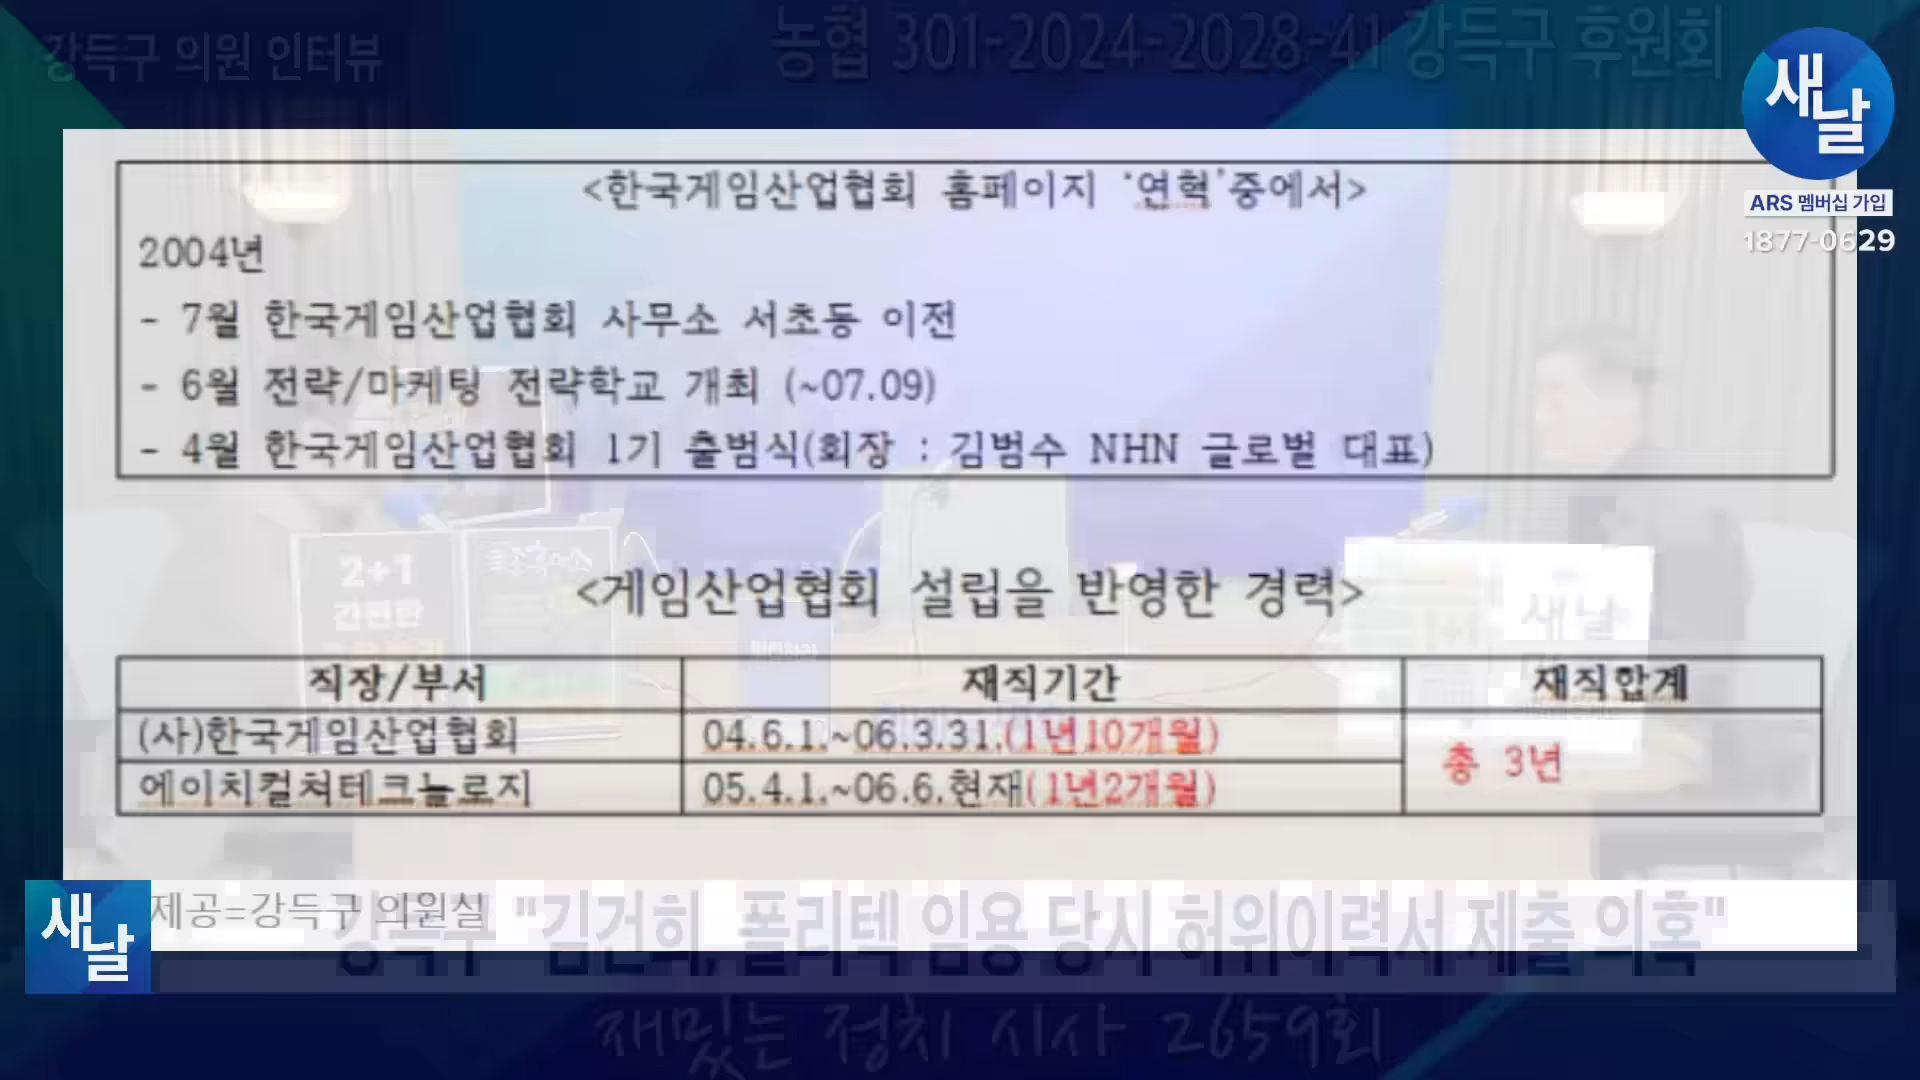 강득구 의원 인터뷰
농협 301-2024-2028-41 강득구 후원회
새날
ARS 멤버십 가입
1877-0629
<한국게임산업협회 홈페이지 ‘연혁’중에서>
2004년
- 7월 한국게임산업협회 사무소 서초동 이전
- 6월 전략/마케팅 전략학교 개최 (~07.09)
- 4월 한국게임산업협회 1기 출범식(회장 : 김범수 NHN 글로벌 대표)
2+1
간편한
새날
<게임산업협회 설립을 반영한 경력>
직장/부서 재직기간 재직합계
(사)한국게임산업협회 04.6.1.~06.3.31.(1년10개월) 총 3년
에이치컬쳐테크놀로지 05.4.1.~06.6.현재(1년2개월)
새날
제공=강득구 의원실
강득구 "김건희, 폴리텍 임용 당시 허위이력서 제출 의혹"
재밌는 정치 시사 2659회